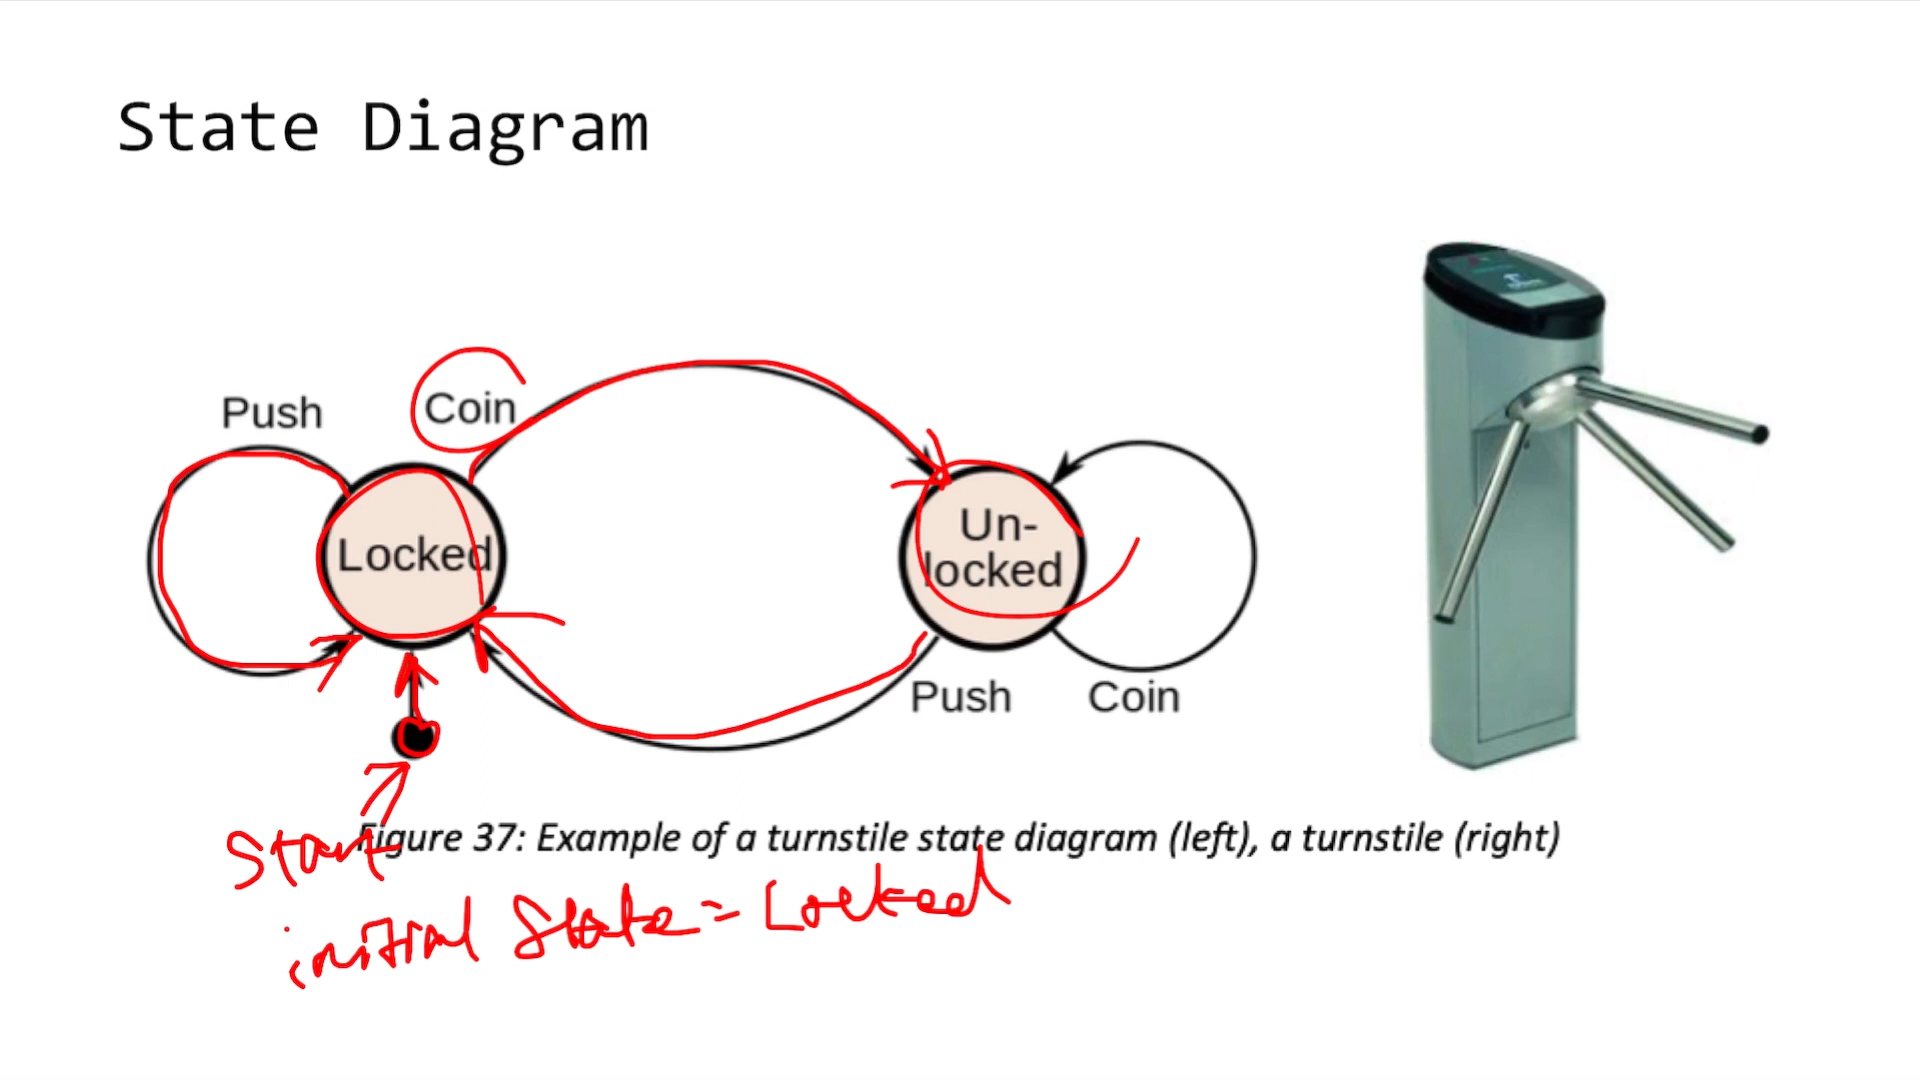 State Diagram
Push
Coin
Locked
Un-
locked
Push
Coin
Figure 37: Example of a turnstile state diagram (left), a turnstile (right)
Start
initial State = Locked